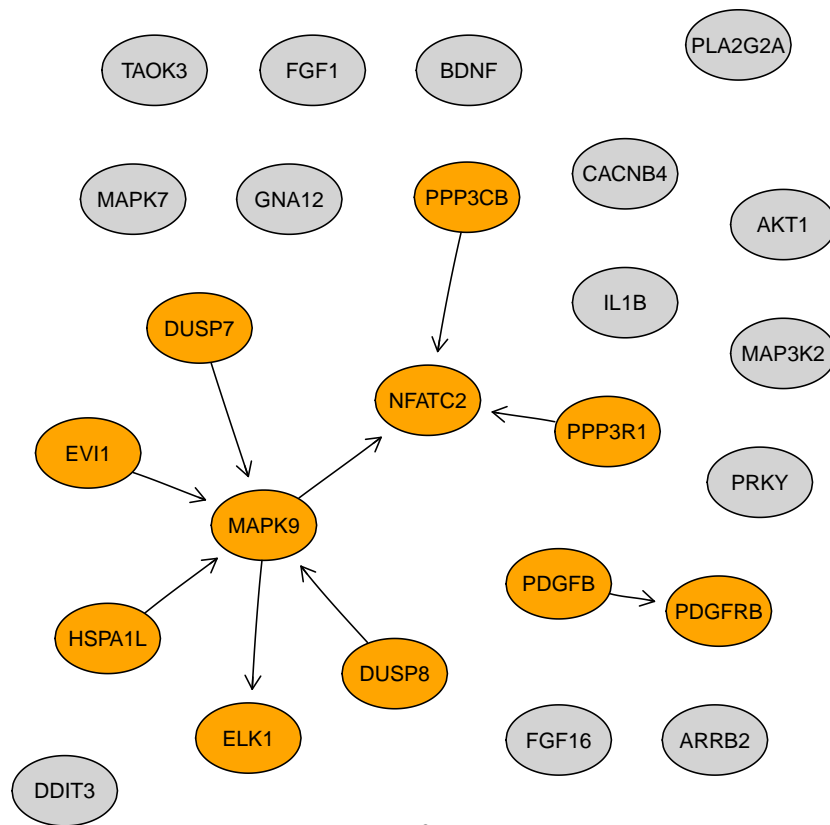 PLA2G2A
TAOK3
FGF1
BDNF
CACNB4
MAPK7
GNA12
PPP3CB
AKT1
IL1B
DUSP7
MAP3K2
NFATC2
PPP3R1
EVI1
PRKY
MAPK9
PDGFB
PDGFRB
HSPA1L
DUSP8
ELK1
FGF16
ARRB2
DDIT3